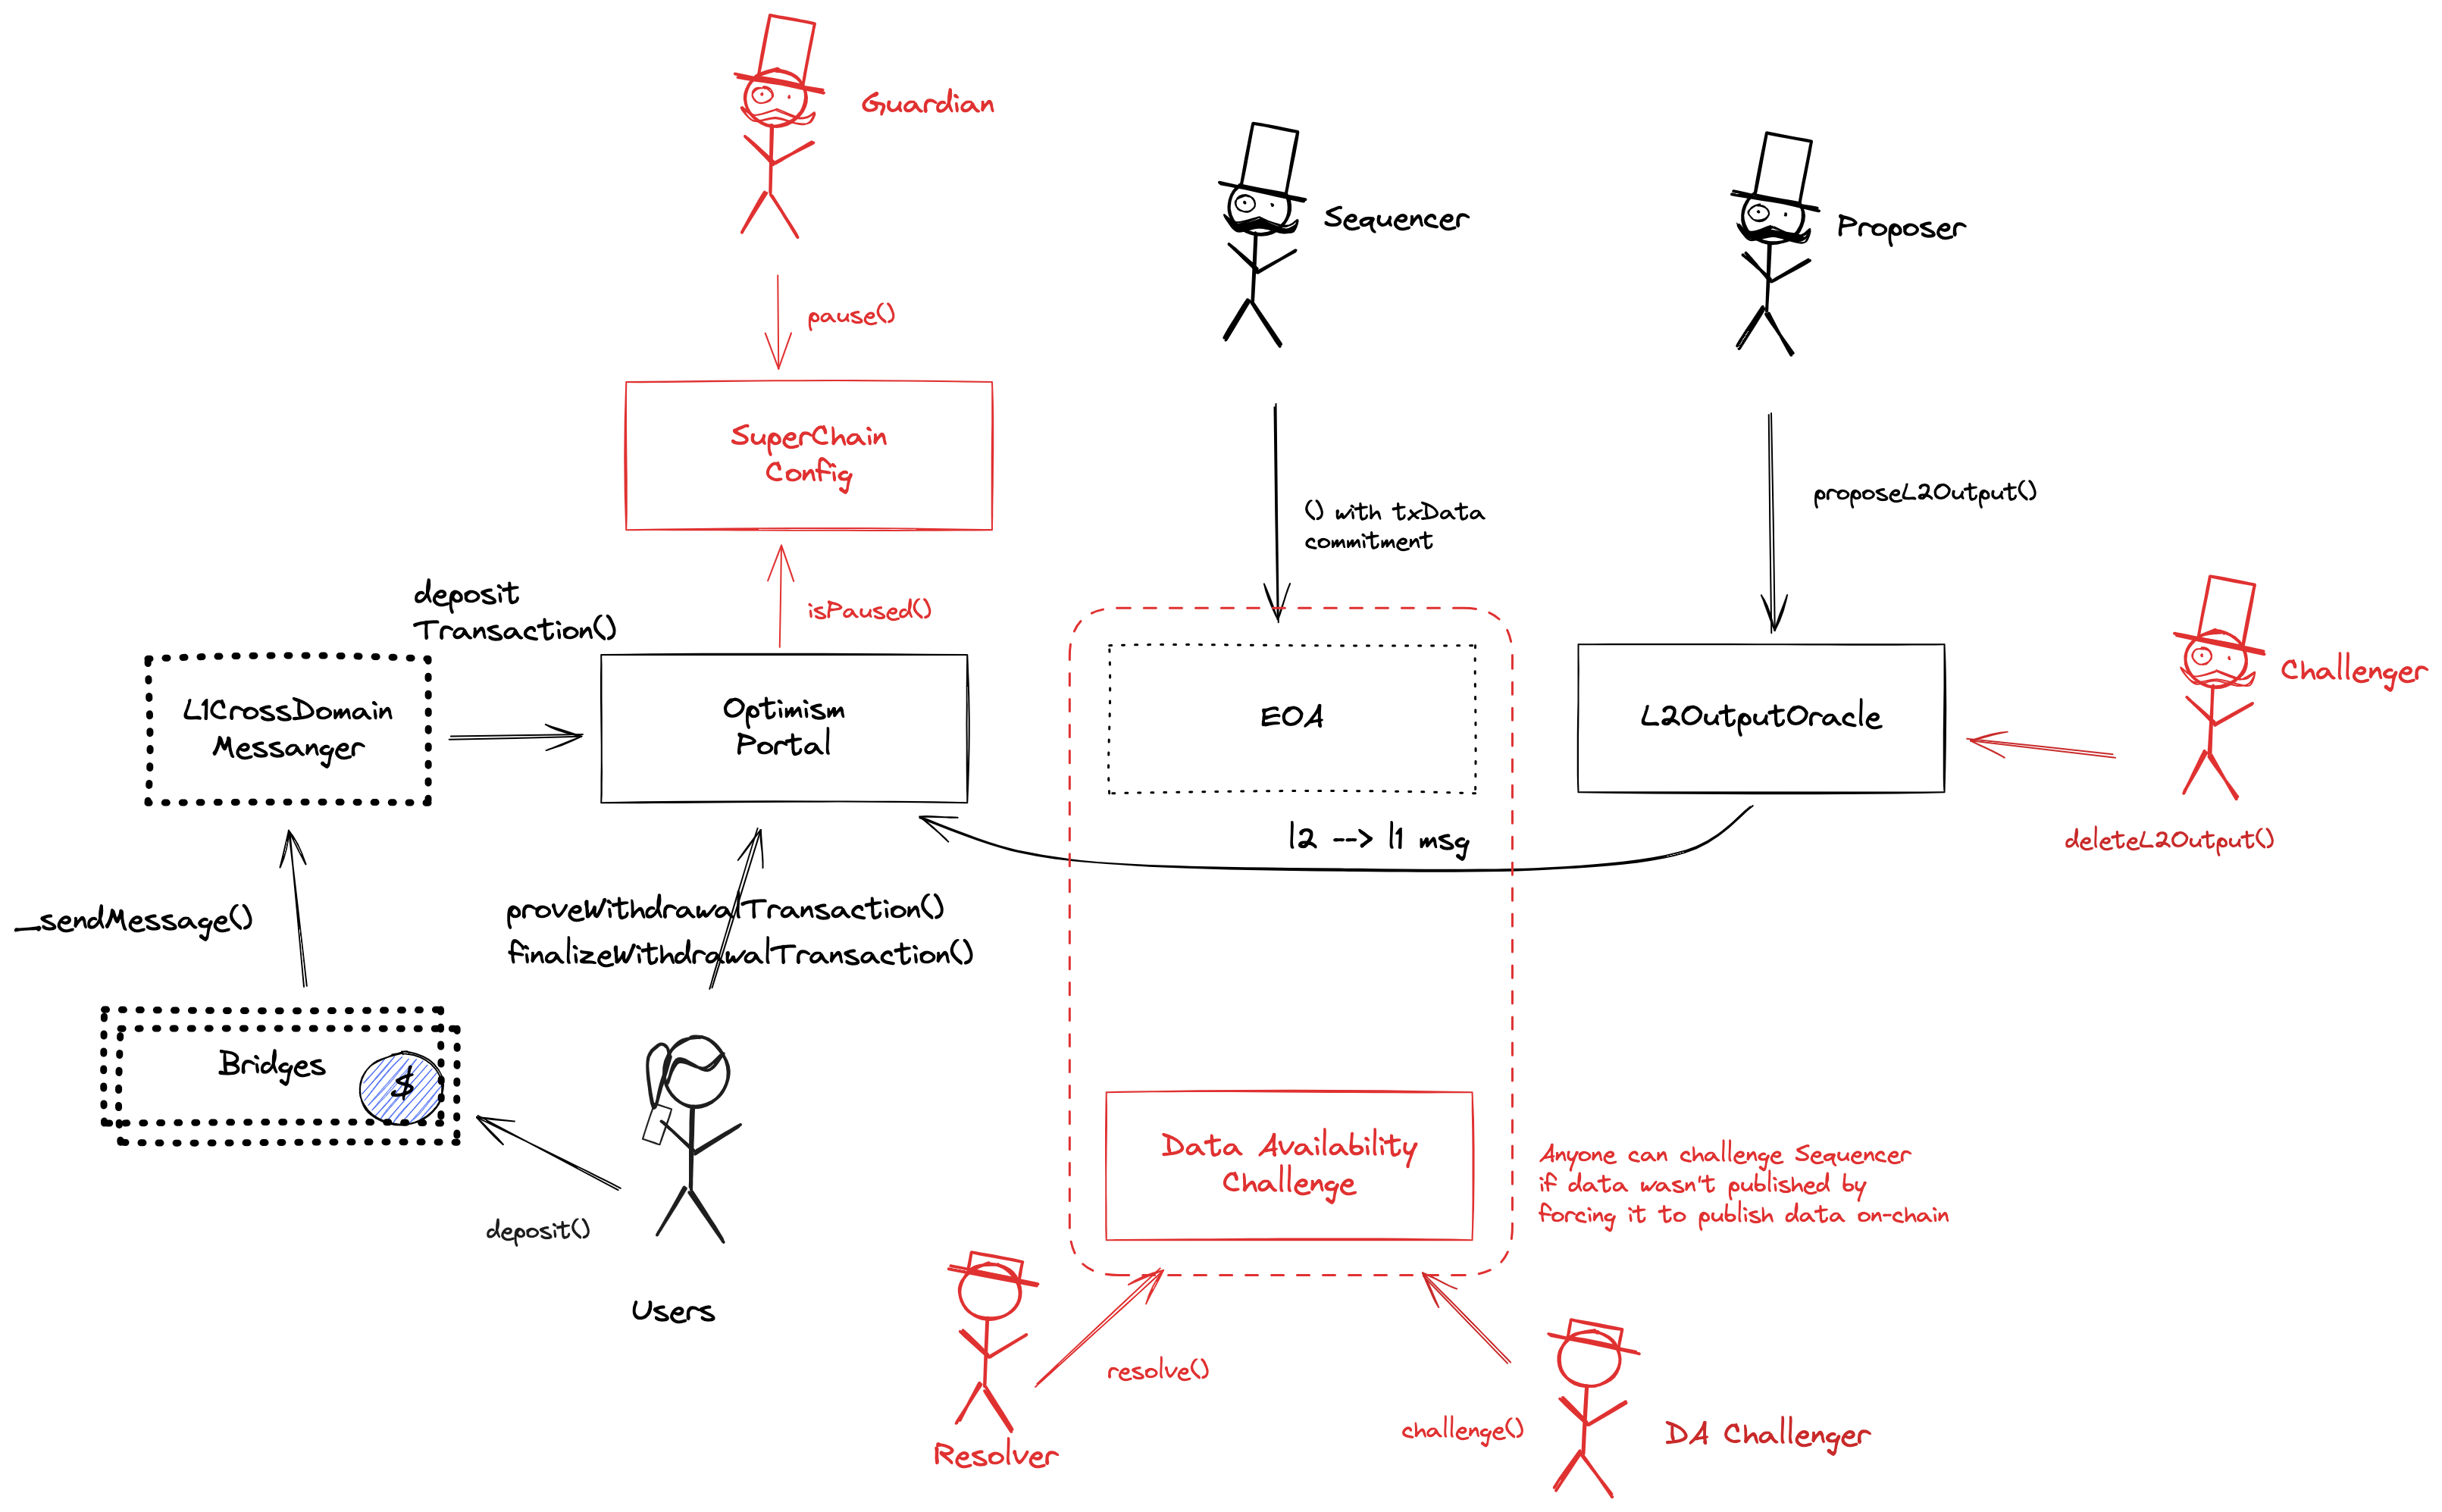 Guardian
Sequencer
Proposer
pause()
SuperChain
Config
() with txData
commitment
proposeL2Output()
deposit
Transaction()
isPaused()
L1CrossDomain
Messanger
Optimism
Portal
EOA
L2OutputOracle
Challenger
l2 --> l1 msg
deleteL2Output()
_sendMessage()
proveWithdrawalTransaction()
finalizeWithdrawalTransaction()
Bridges
$
Data Availability
Challenge
Anyone can challenge Sequencer
if data wasn't published by
forcing it to publish data on-chain
deposit()
Users
resolve()
challenge()
DA Challenger
Resolver